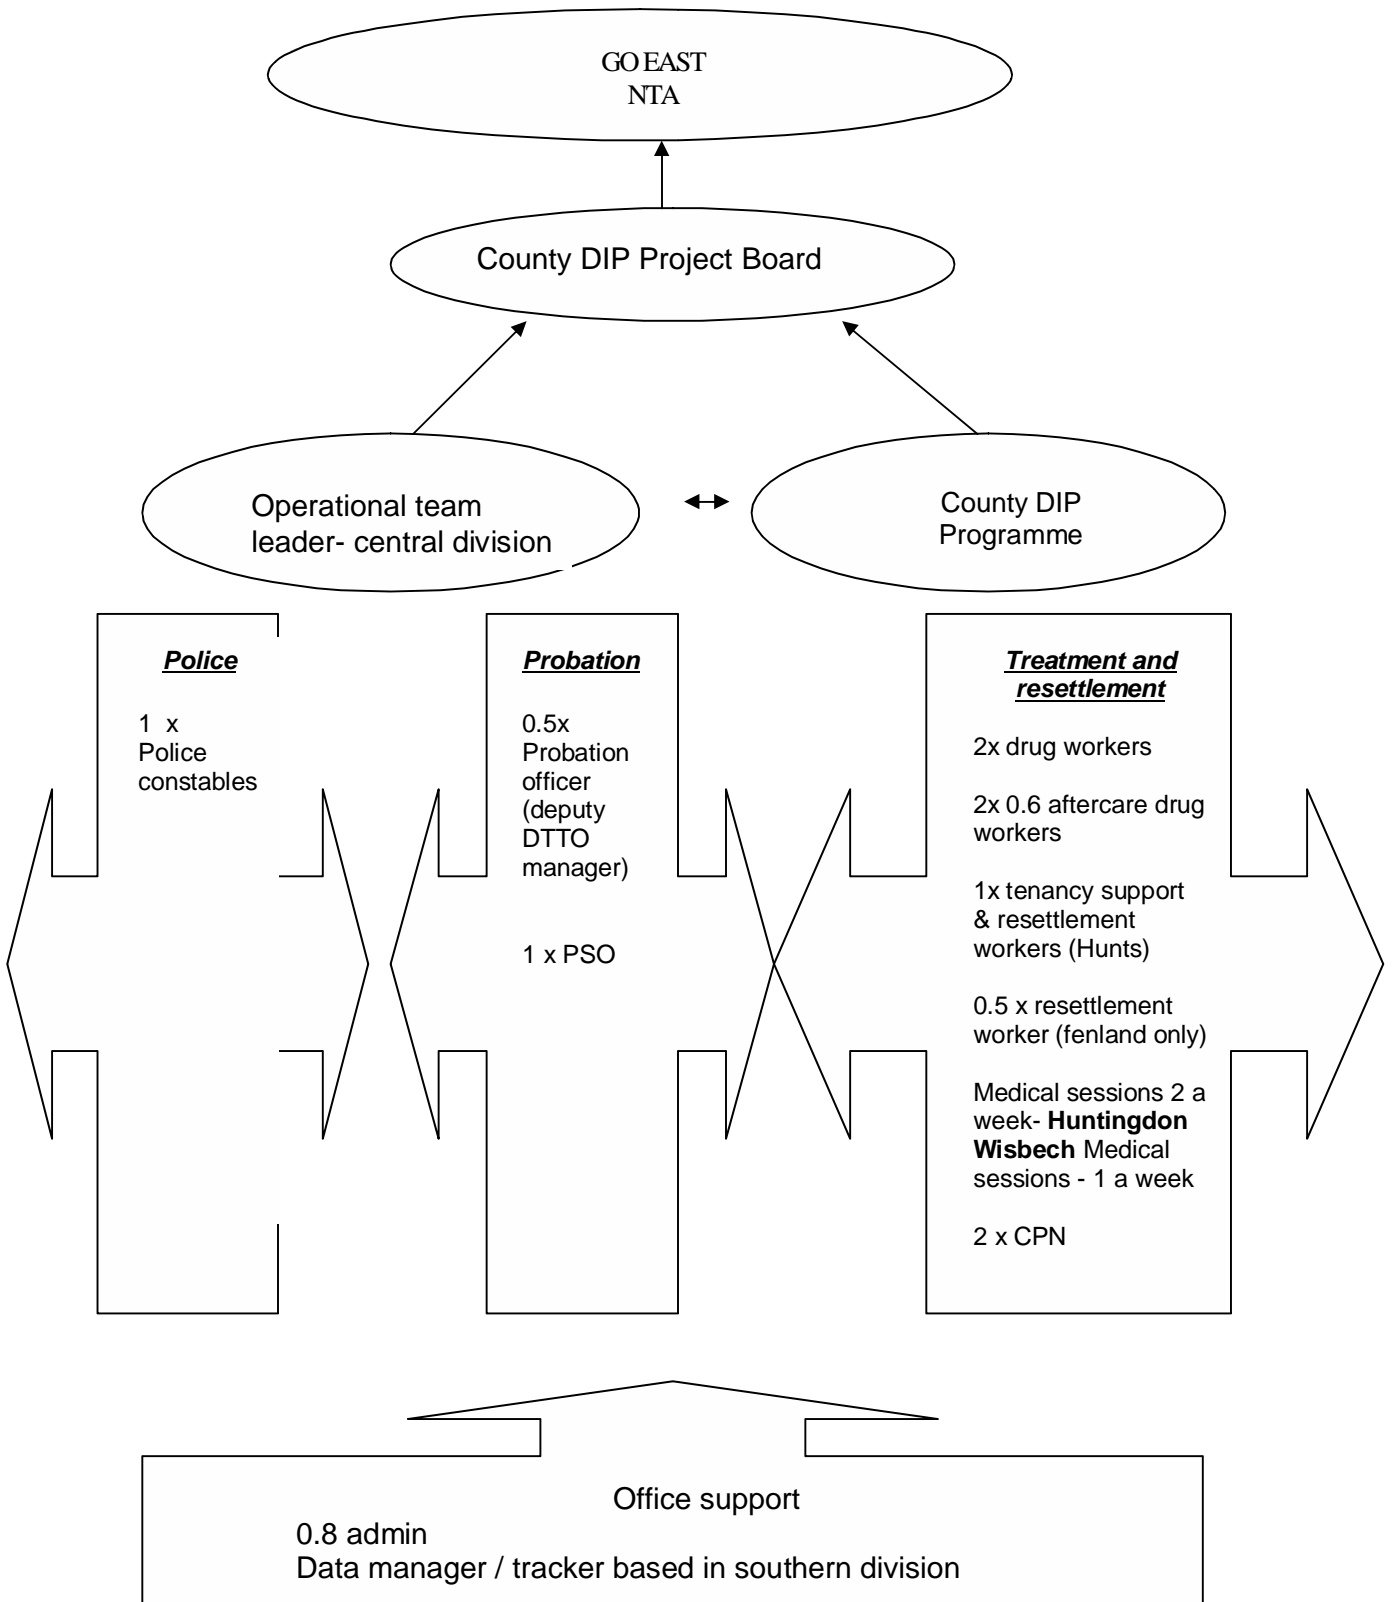 GO EAST
NTA
County DIP Project Board
Operational team
leader- central division
County DIP
Programme
Police
1 x
Police
constables
Probation
0.5x
Probation
officer
(deputy
DTTO
manager)
1 x PSO
Treatment and
resettlement
2x drug workers
2x 0.6 aftercare drug
workers
1x tenancy support
& resettlement
workers (Hunts)
0.5 x resettlement
worker (fenland only)
Medical sessions 2 a
week- Huntingdon
Wisbech Medical
sessions - 1 a week
2 x CPN
Office support
0.8 admin
Data manager / tracker based in southern division